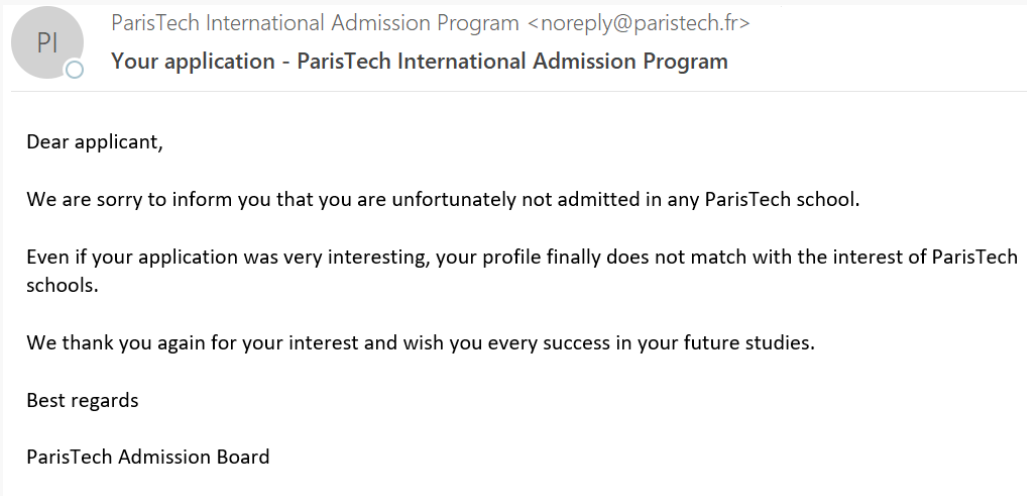 PI
ParisTech International Admission Program <noreply@paristech.fr>
Your application - ParisTech International Admission Program
Dear applicant,
We are sorry to inform you that you are unfortunately not admitted in any ParisTech school.
Even if your application was very interesting, your profile finally does not match with the interest of ParisTech
schools.
We thank you again for your interest and wish you every success in your future studies.
Best regards
ParisTech Admission Board